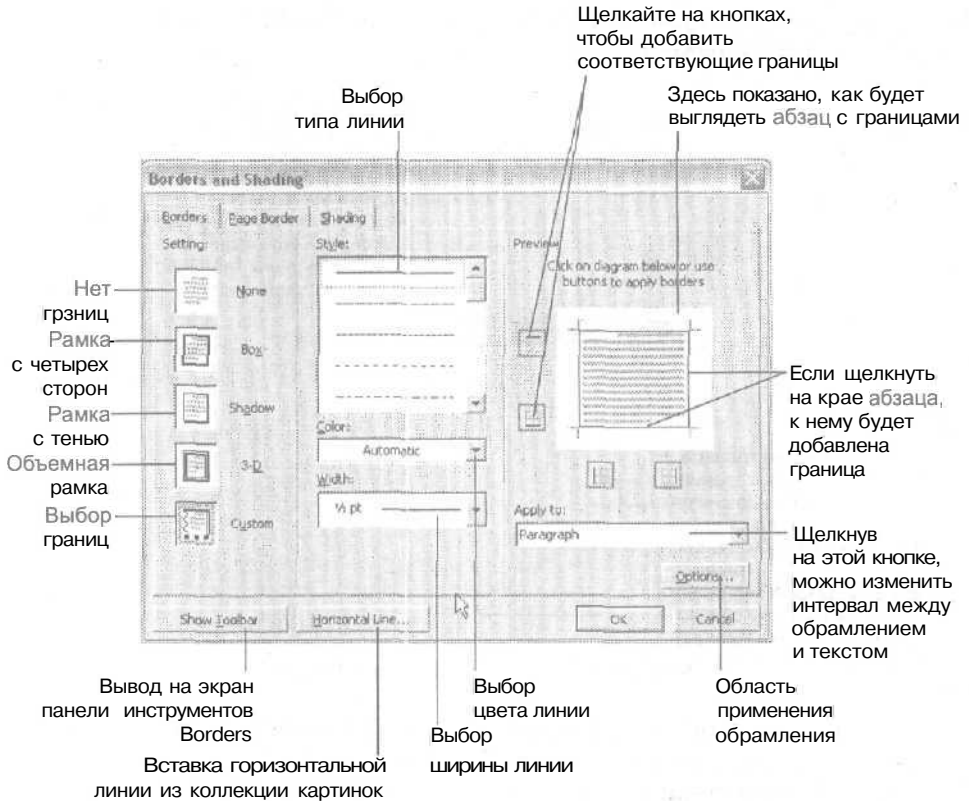 Щелкайте на кнопках,
чтобы добавить
соответствующие границы
Выбор
типа линии
Здесь показано, как будет
выглядеть абзац с границами
Borders and Shading
Borders
Page Border
Shading
Setting:
Style:
Preview
Click on diagram below or use
buttons to apply borders
None
Box
Shadow
3-D
Custom
Color:
Automatic
Width:
½ pt
Apply to:
Paragraph
Options...
Show Toolbar
Horizontal Line...
OK
Cancel
Нет
грзниц
Рамка
с четырех
сторон
Рамка
с тенью
Объемная
рамка
Выбор
границ
Если щелкнуть
на крае абзаца,
к нему будет
добавлена
граница
Щелкнув
на этой кнопке,
можно изменить
интервал между
обрамлением
и текстом
Вывод на экран
панели инструментов
Borders
Выбор
цвета линии
Область
применения
обрамления
Выбор
ширины линии
Вставка горизонтальной
линии из коллекции картинок